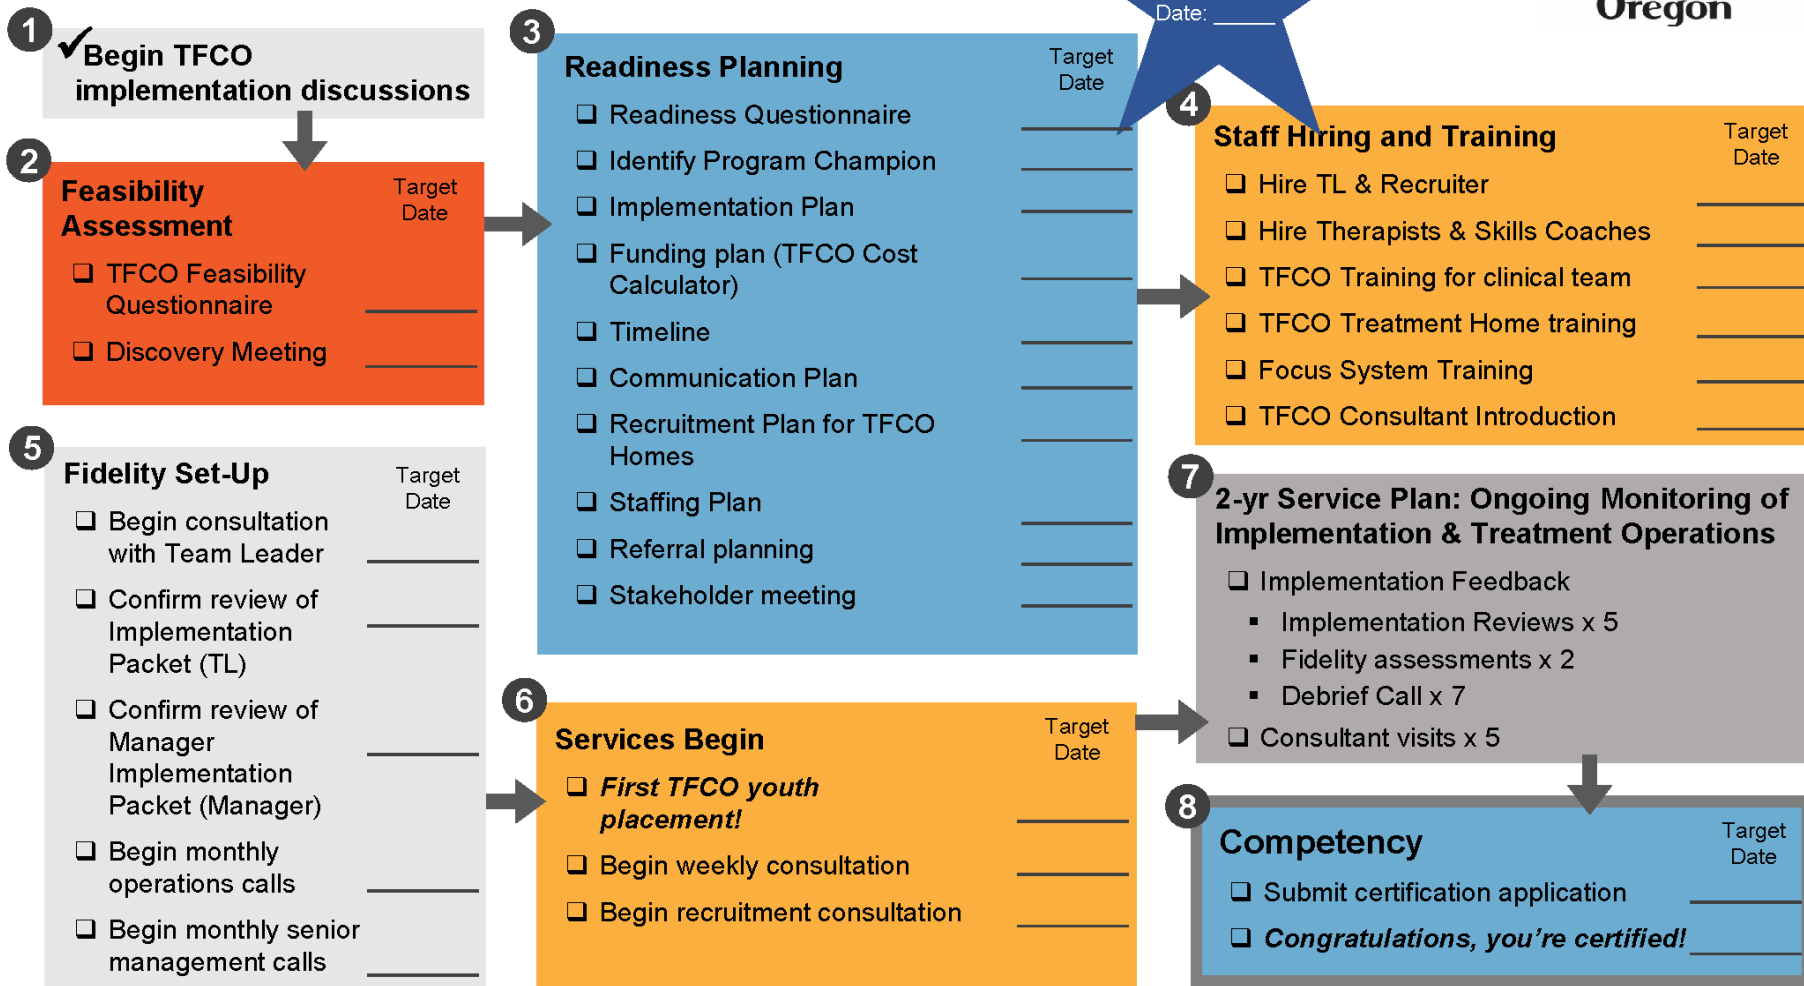 Date: _____
Oregon
1
✓Begin TFCO
implementation discussions
2
Feasibility
Assessment
Target
Date
❑ TFCO Feasibility
Questionnaire
❑ Discovery Meeting
3
Readiness Planning
Target
Date
❑ Readiness Questionnaire
❑ Identify Program Champion
❑ Implementation Plan
❑ Funding plan (TFCO Cost
Calculator)
❑ Timeline
❑ Communication Plan
❑ Recruitment Plan for TFCO
Homes
❑ Staffing Plan
❑ Referral planning
❑ Stakeholder meeting
4
Staff Hiring and Training
Target
Date
❑ Hire TL & Recruiter
❑ Hire Therapists & Skills Coaches
❑ TFCO Training for clinical team
❑ TFCO Treatment Home training
❑ Focus System Training
❑ TFCO Consultant Introduction
5
Fidelity Set-Up
Target
Date
❑ Begin consultation
with Team Leader
❑ Confirm review of
Implementation
Packet (TL)
❑ Confirm review of
Manager
Implementation
Packet (Manager)
❑ Begin monthly
operations calls
❑ Begin monthly senior
management calls
6
Services Begin
Target
Date
❑ First TFCO youth
placement!
❑ Begin weekly consultation
❑ Begin recruitment consultation
7
2-yr Service Plan: Ongoing Monitoring of
Implementation & Treatment Operations
❑ Implementation Feedback
▪ Implementation Reviews x 5
▪ Fidelity assessments x 2
▪ Debrief Call x 7
❑ Consultant visits x 5
8
Competency
Target
Date
❑ Submit certification application
❑ Congratulations, you're certified!